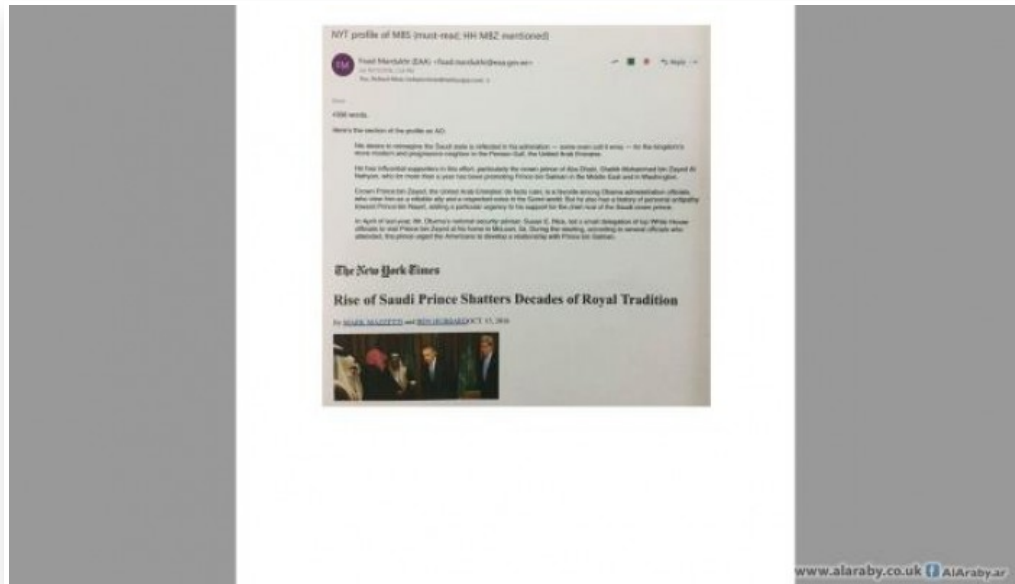 NYT profile of MBS (must-read; HH MBZ mentioned)
FM
4500 words.
Here's the section of the profile on AD:
His desire to reimagine the Saudi state is reflected in his admiration — some even call it envy — for the kingdom's
more modern and progressive neighbor in the Persian Gulf, the United Arab Emirates.
He has influential supporters in this effort, particularly the crown prince of Abu Dhabi, Sheikh Mohammed bin Zayed Al
Nahyan, who for more than a year has been promoting Prince bin Salman in the Middle East and in Washington.
Crown Prince bin Zayed, the United Arab Emirates' de facto ruler, is a favorite among Obama administration officials,
who view him as a reliable ally and a respected voice in the Sunni world. But he also has a history of personal antipathy
toward Prince bin Nayef, adding a particular urgency to his support for the chief rival of the Saudi crown prince.
In April of last year, Mr. Obama's national security adviser, Susan E. Rice, led a small delegation of top White House
officials to visit Prince bin Zayed at his home in McLean, Va. During the meeting, according to several officials who
attended, the prince urged the Americans to develop a relationship with Prince bin Salman.
The New York Times
Rise of Saudi Prince Shatters Decades of Royal Tradition
By MARK MAZZETTI and BEN HUBBARD OCT. 15, 2016
www.alaraby.co.uk AlAraby.ar